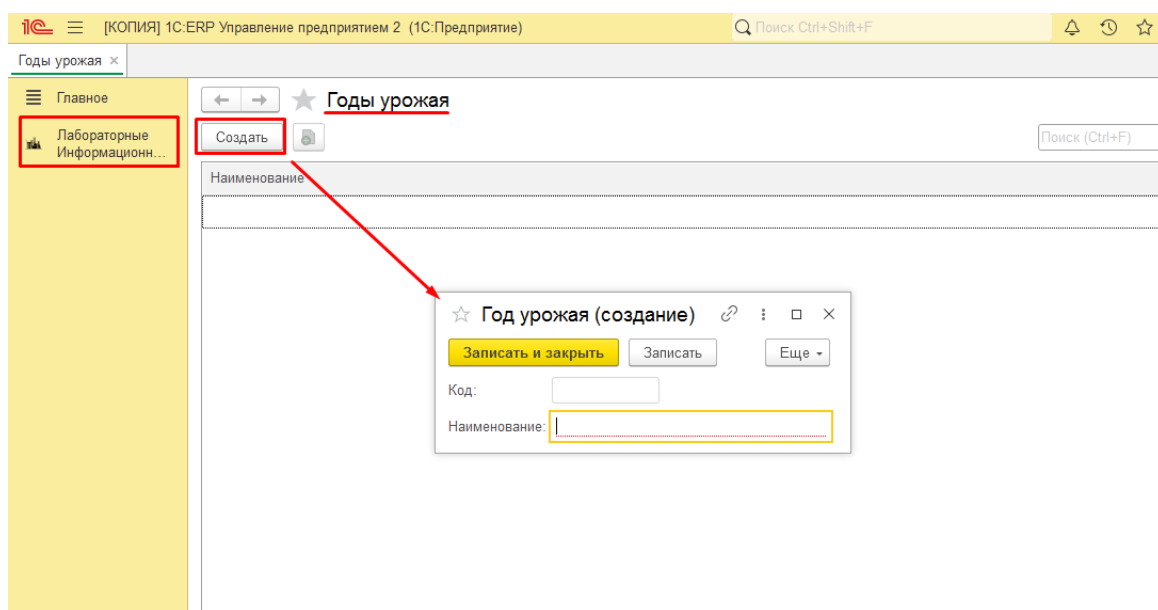 1С [КОПИЯ] 1С:ERP Управление предприятием 2 (1С:Предприятие) Поиск Ctrl+Shift+F
Годы урожая ×
Главное
Лабораторные
Информационн...
Годы урожая
Создать
Поиск (Ctrl+F)
Наименование
Год урожая (создание)
Записать и закрыть Записать Еще
Код:
Наименование: